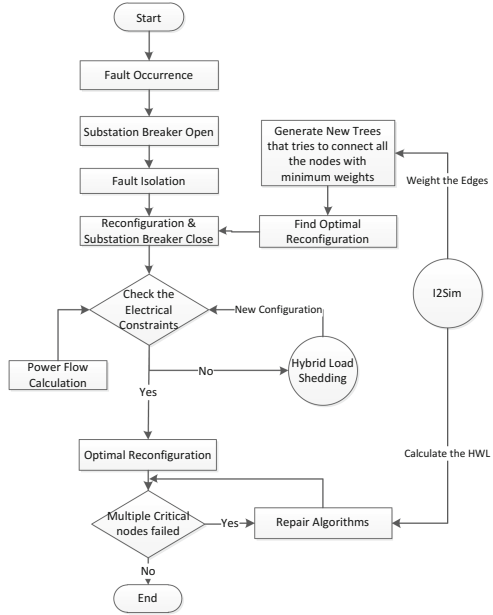 Start
Fault Occurrence
Substation Breaker Open
Generate New Trees
that tries to connect all
the nodes with
minimum weights
Weight the Edges
Fault Isolation
Reconfiguration &
Substation Breaker Close
Find Optimal
Reconfiguration
I2Sim
Check the
Electrical
Constraints
New Configuration
Power Flow
Calculation
No
Hybrid Load
Shedding
Yes
Optimal Reconfiguration
Calculate the HWL
Multiple Critical
nodes failed
Yes
Repair Algorithms
No
End